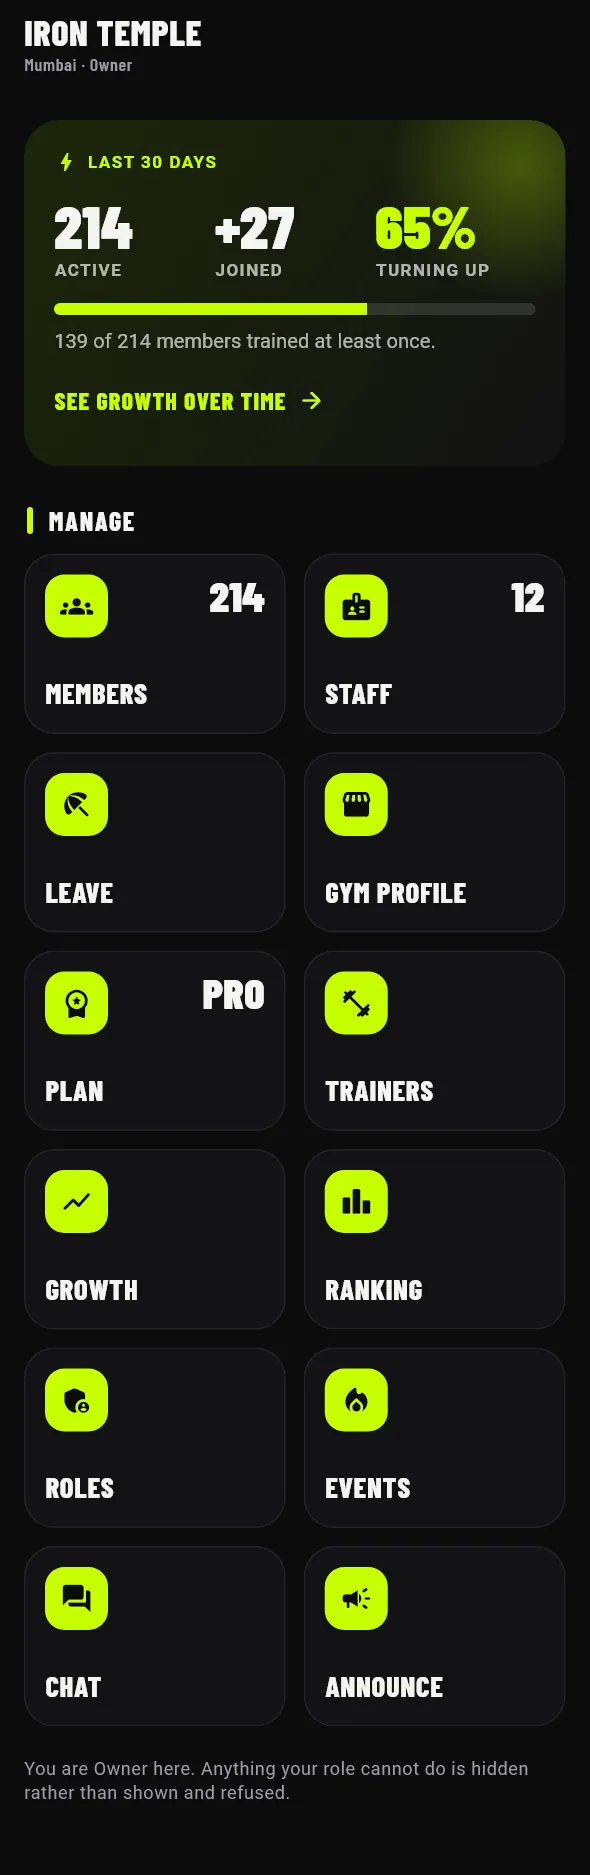 IRON TEMPLE
Mumbai · Owner
LAST 30 DAYS
214 +27 65%
ACTIVE JOINED TURNING UP
139 of 214 members trained at least once.
SEE GROWTH OVER TIME →
MANAGE
214 12
MEMBERS STAFF
LEAVE GYM PROFILE
PRO
PLAN TRAINERS
GROWTH RANKING
ROLES EVENTS
CHAT ANNOUNCE
You are Owner here. Anything your role cannot do is hidden
rather than shown and refused.